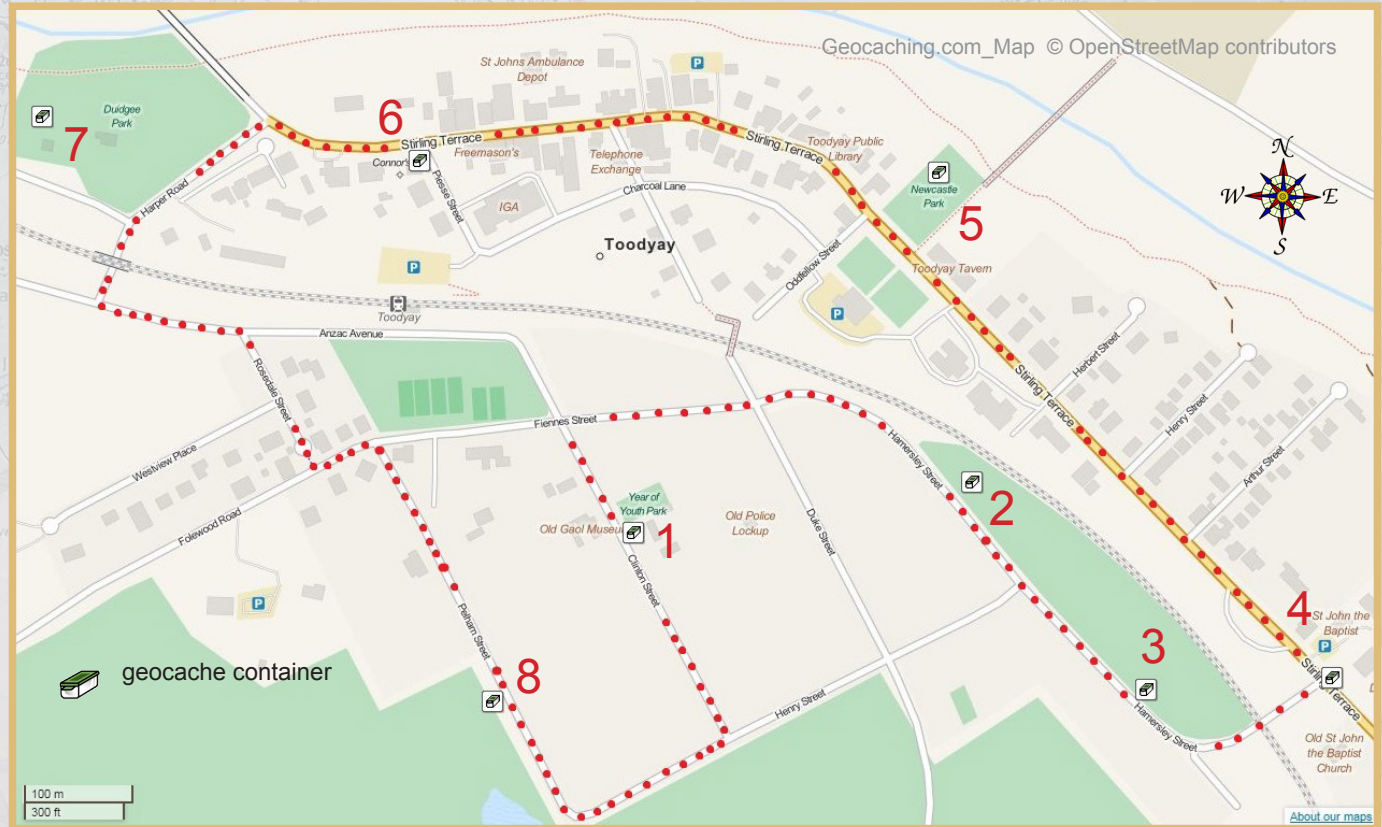 Geocaching.com_Map © OpenStreetMap contributors
St Johns Ambulance
Depot
P
N
W
E
S
Duidgee
Park
7
6
Stirling Terrace
Freemason's
Connor's
Piesse Street
IGA
Telephone
Exchange
Charcoal Lane
Stirling Terrace
Toodyay Public
Library
Newcastle
Park
5
Harper Road
Toodyay
Oddfellow Street
Toodyay Tavern
P
Toodyay
P
Anzac Avenue
Rosedale Street
Herbert Street
Stirling Terrace
Henry Street
Arthur Street
Fiennes Street
Hamersley Street
Westview Place
Folewood Road
Year of
Youth Park
Old Gaol Museu
1
Old Police
Lockup
Duke Street
2
Clinton Street
P
Pelham Street
8
geocache container
3
4
St John the
Baptist
P
Stirling Terrace
Henry Street
Hamersley Street
Old St John
the Baptist
Church
100 m
300 ft
About our maps